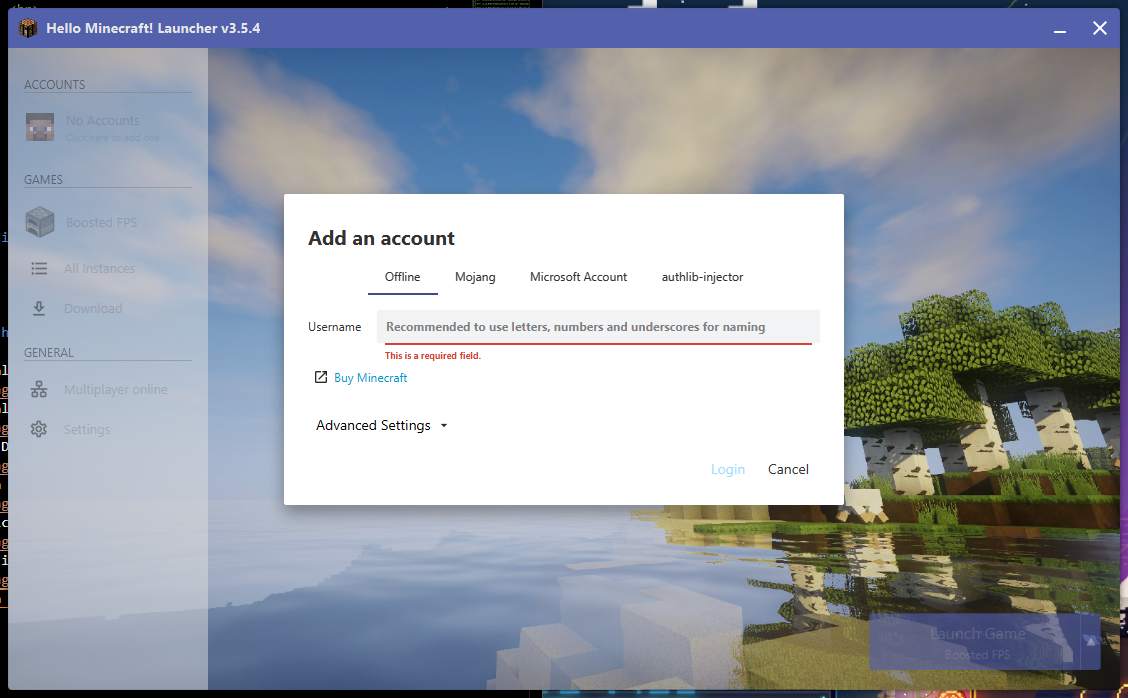 Hello Minecraft! Launcher v3.5.4
ACCOUNTS
No Accounts
Click here to add one
GAMES
Boosted FPS
All Instances
Download
GENERAL
Multiplayer online
Settings
Add an account
Offline Mojang Microsoft Account authlib-injector
Username Recommended to use letters, numbers and underscores for naming
This is a required field.
Buy Minecraft
Advanced Settings
Login Cancel
Launch Game
Boosted FPS